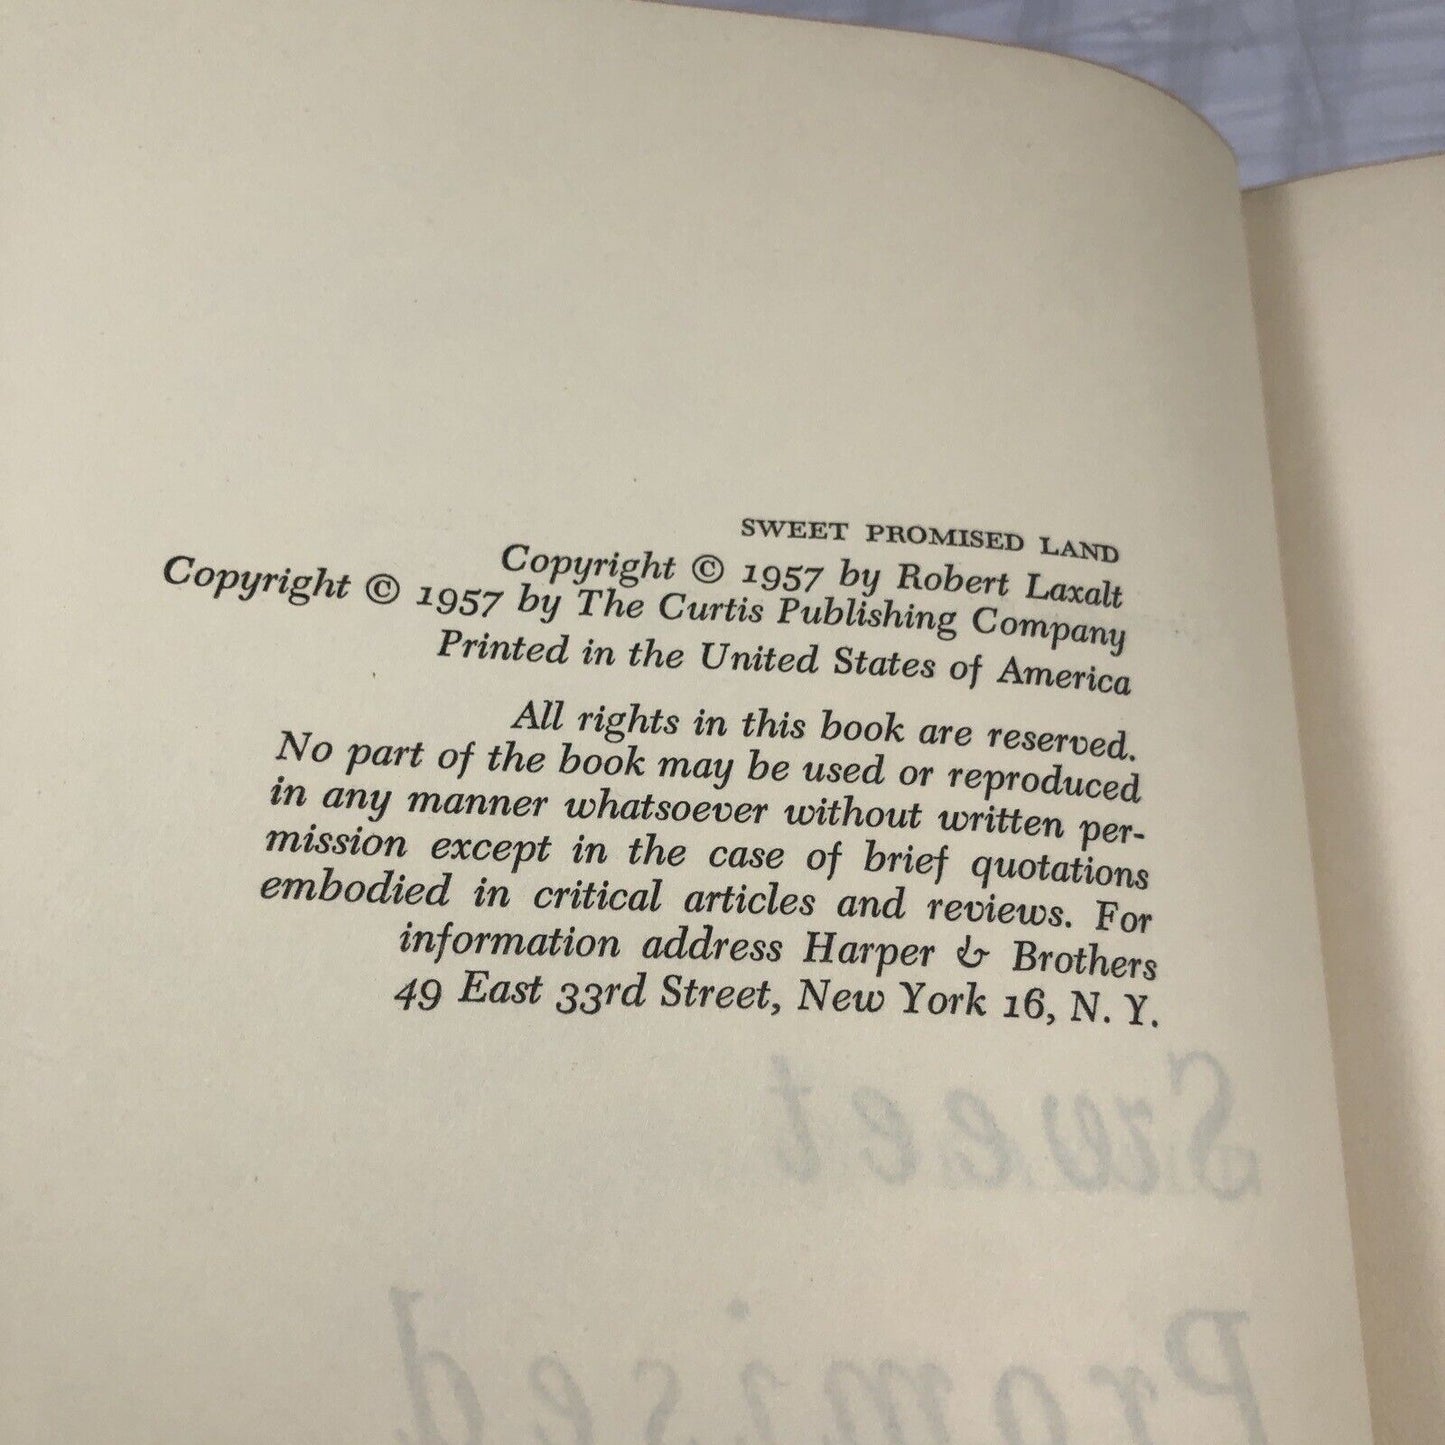 SWEET PROMISED LAND
Copyright © 1957 by Robert Laxalt
Copyright © 1957 by The Curtis Publishing Company
Printed in the United States of America
All rights in this book are reserved.
No part of the book may be used or reproduced
in any manner whatsoever without written per-
mission except in the case of brief quotations
embodied in critical articles and reviews. For
information address Harper & Brothers
49 East 33rd Street, New York 16, N. Y.
Sweet
Promised